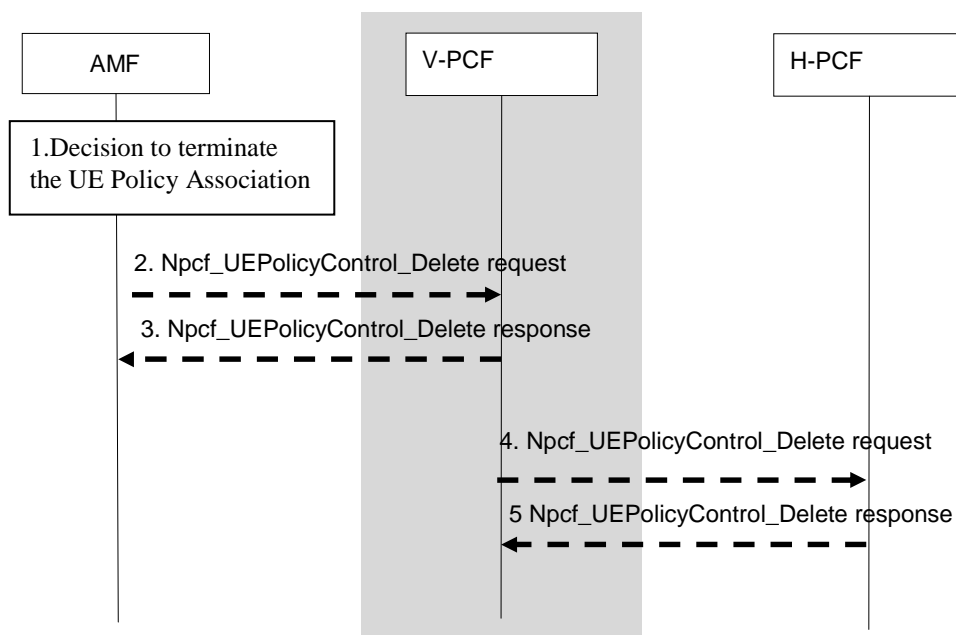 AMF
V-PCF
H-PCF
1.Decision to terminate
the UE Policy Association
2. Npcf_UEPolicyControl_Delete request
3. Npcf_UEPolicyControl_Delete response
4. Npcf_UEPolicyControl_Delete request
5 Npcf_UEPolicyControl_Delete response